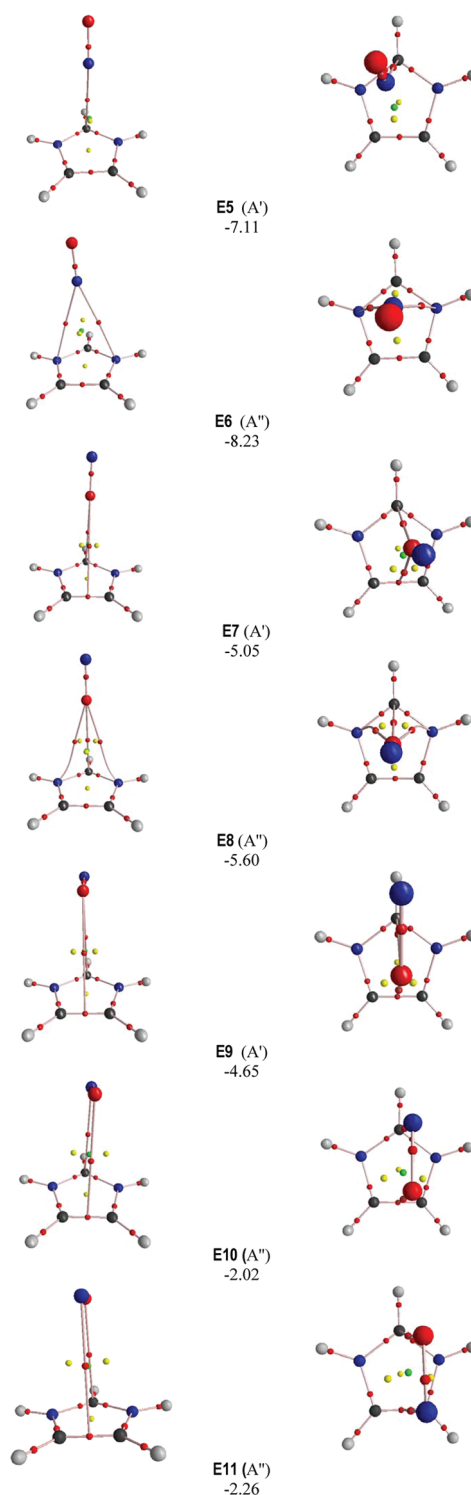 E5 (A')
-7.11
E6 (A'')
-8.23
E7 (A')
-5.05
E8 (A'')
-5.60
E9 (A')
-4.65
E10 (A'')
-2.02
E11 (A'')
-2.26